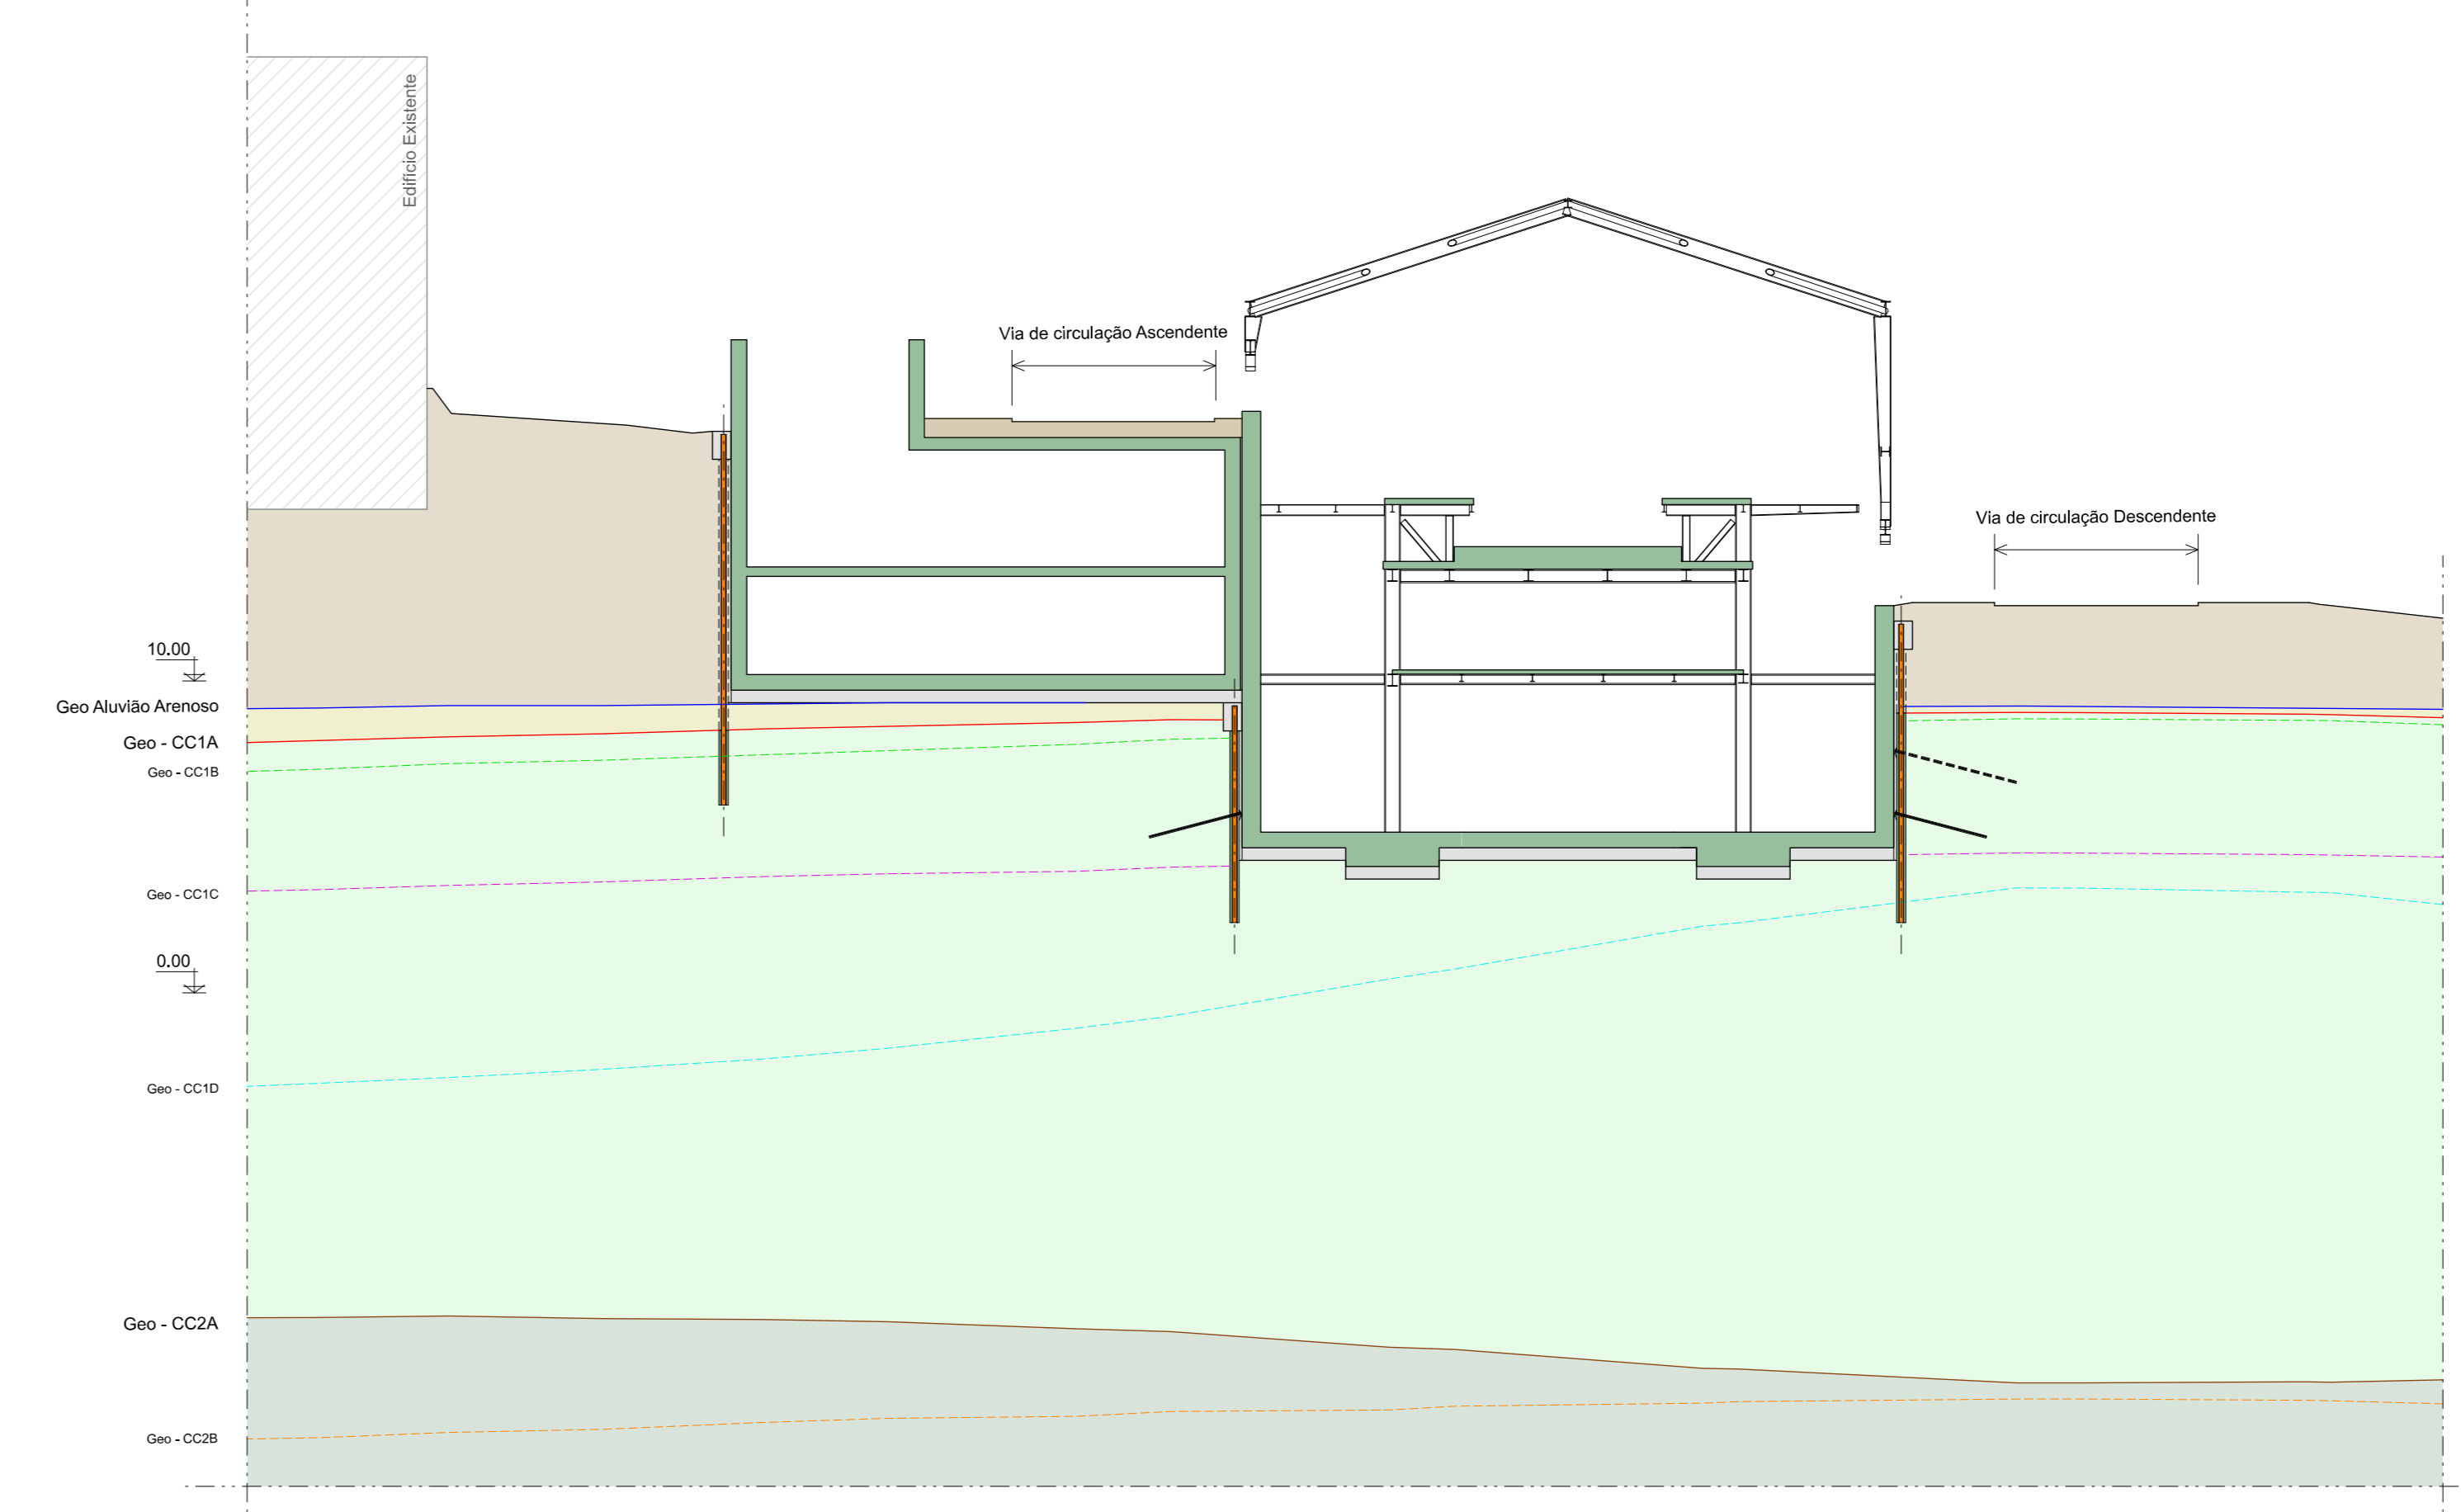 Edifício Existente
Via de circulação Ascendente
Via de circulação Descendente
10.00
Geo Aluvião Arenoso
Geo - CC1A
Geo - CC1B
Geo - CC1C
0.00
Geo - CC1D
Geo - CC2A
Geo - CC2B